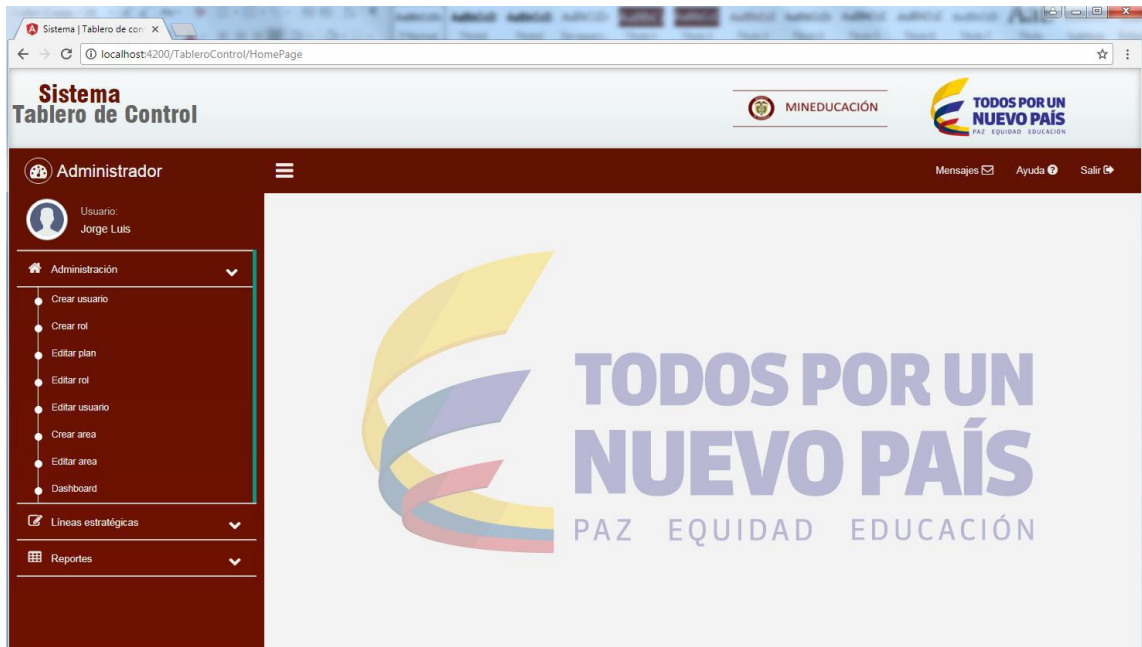 Sistema | Tablero de con
localhost:4200/TableroControl/HomePage
Sistema
Tablero de Control
MINEDUCACIÓN
TODOS POR UN
NUEVO PAÍS
PAZ EQUIDAD EDUCACIÓN
Administrador
Mensajes
Ayuda
Salir
Usuario:
Jorge Luis
Administración
Crear usuario
Crear rol
Editar plan
Editar rol
Editar usuario
Crear area
Editar area
Dashboard
Líneas estratégicas
Reportes
TODOS POR UN
NUEVO PAÍS
PAZ EQUIDAD EDUCACIÓN